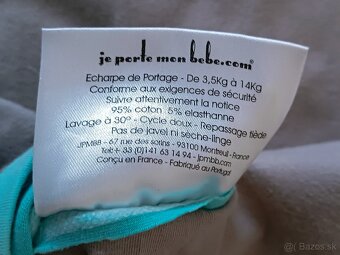 je porte mon bebe.com®
Echarpe de Portage - De 3,5Kg à 14Kg
Conforme aux exigences de sécurité
Suivre attentivement la notice
95% coton 5% elasthanne
Lavage à 30° - Cycle doux - Repassage tiède
Pas de javel ni sèche-linge
JPMBB - 67 rue des sorins - 93100 Montreuil - France
Tel:+ 33 (0)141 63 14 94 - jpmbb.com
Conçu en France - Fabriqué au Portugal
Bazos.sk